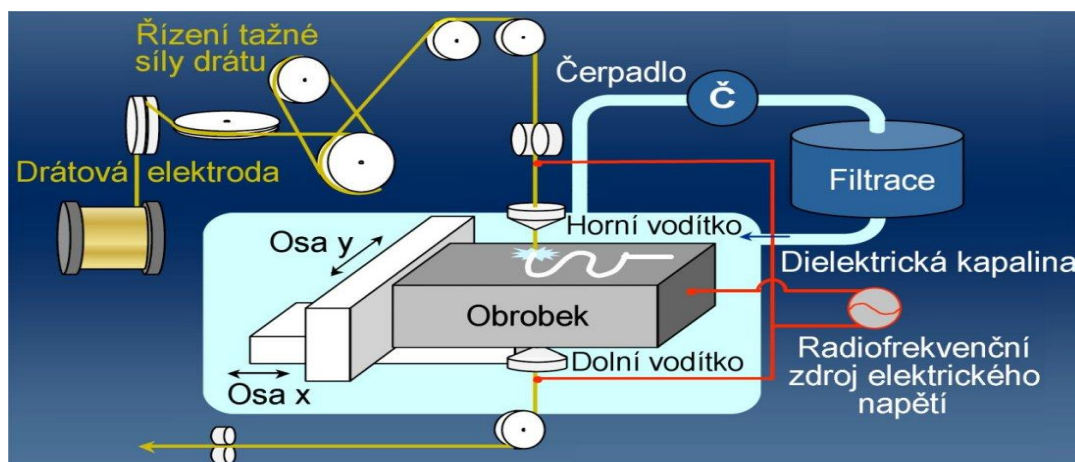 Řízení tažné
síly drátu
Čerpadlo
Č
Drátová elektroda
Filtrace
Horní vodítko
Osa y
Dielektrická kapalina
Obrobek
Radiofrekvenční
zdroj elektrického
napětí
Dolní vodítko
Osa x